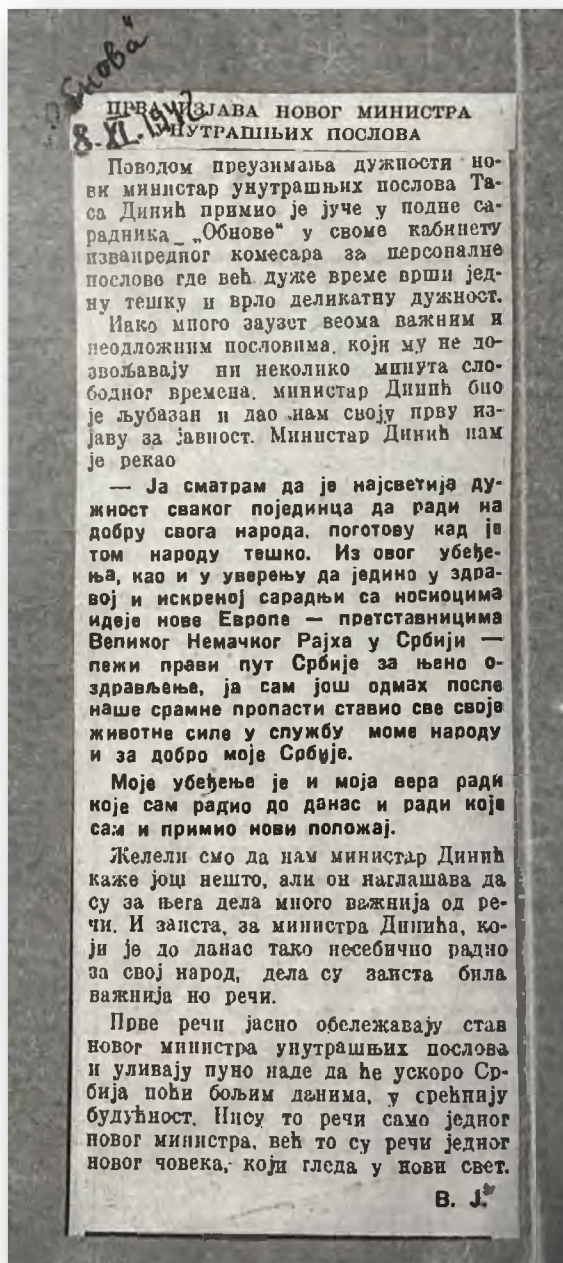 „Обнова“
8. XI. 1942
ПРВА ИЗЈАВА НОВОГ МИНИСТРА
УНУТРАШЊИХ ПОСЛОВА
Поводом преузимања дужности но-
ви министар унутрашњих послова Та-
са Динић примио је јуче у подне са-
радника „Обнове“ у своме кабинету
изванредног комесара за персоналне
послове где већ дуже време врши јед-
ну тешку и врло деликатну дужност.
Иако много заузет веома важним и
неодложним пословима, који му не до-
звољавају ни неколико минута сло-
бодног времена, министар Динић био
је љубазан и дао нам своју прву из-
јаву за јавност. Министар Динић нам
је рекао
— Ја сматрам да је најсветија ду-
жност сваког појединца да ради на
добру свога народа, поготову кад је
том народу тешко. Из овог убеђе-
ња, као и у уверењу да једино у здра-
вој и искреној сарадњи са носиоцима
идеје нове Европе — претставницима
Великог Немачког Рајха у Србији —
лежи прави пут Србије за њено о-
здрављење, ја сам још одмах после
наше срамне пропасти ставио све своје
животне силе у службу моме народу
и за добро моје Србије.
Моје убеђење је и моја вера ради
које сам радио до данас и ради које
сам и примио нови положај.
Желели смо да нам министар Динић
каже још нешто, али он наглашава да
су за њега дела много важнија од ре-
чи. И заиста, за министра Динића, ко-
ји је до данас тако несебично радио
за свој народ, дела су заиста била
важнија но речи.
Прве речи јасно обележавају став
новог министра унутрашњих послова
и уливају пуно наде да ће ускоро Ср-
бија поћи бољим данима, у срећнију
будућност. Нису то речи само једног
новог министра, већ то су речи једног
новог човека, који гледа у нови свет.
В. Ј.